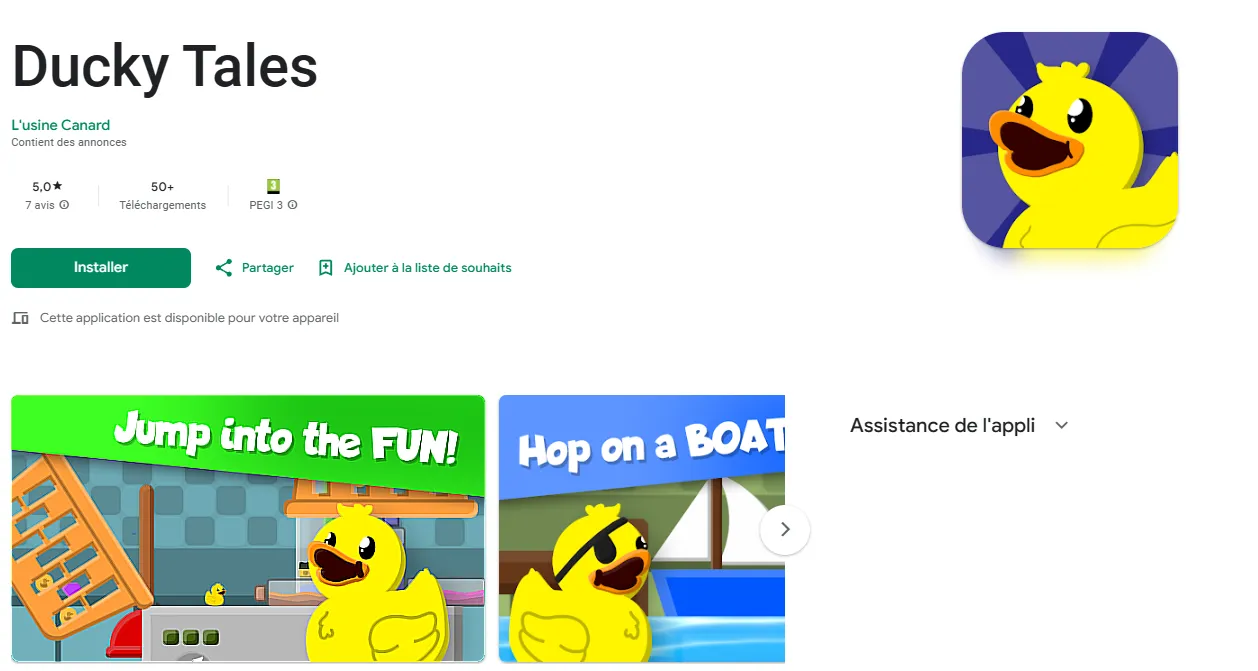 Ducky Tales
L'usine Canard
Contient des annonces
5,0★
7 avis
50+
Téléchargements
3
PEGI 3
Installer
Partager
Ajouter à la liste de souhaits
Cette application est disponible pour votre appareil
Jump into the FUN!
Hop on a BOAT
Assistance de l'appli